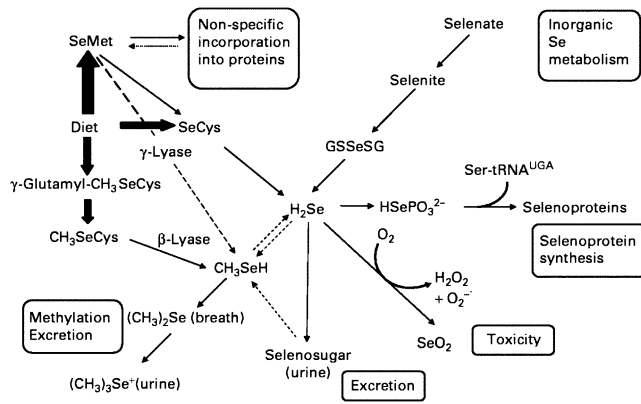 SeMet
Non-specific
incorporation
into proteins
Selenate
Inorganic
Se
metabolism
Selenite
Diet
SeCys
γ-Lyase
GSSeSG
γ-Glutamyl-CH₃SeCys
H₂Se
HSePO₃²⁻
Ser-tRNAᵁᴳᴬ
Selenoproteins
CH₃SeCys
β-Lyase
O₂
Selenoprotein
synthesis
CH₃SeH
H₂O₂
+ O₂⁻·
Methylation
Excretion
(CH₃)₂Se (breath)
Selenosugar
(urine)
SeO₂
Toxicity
(CH₃)₃Se⁺(urine)
Excretion